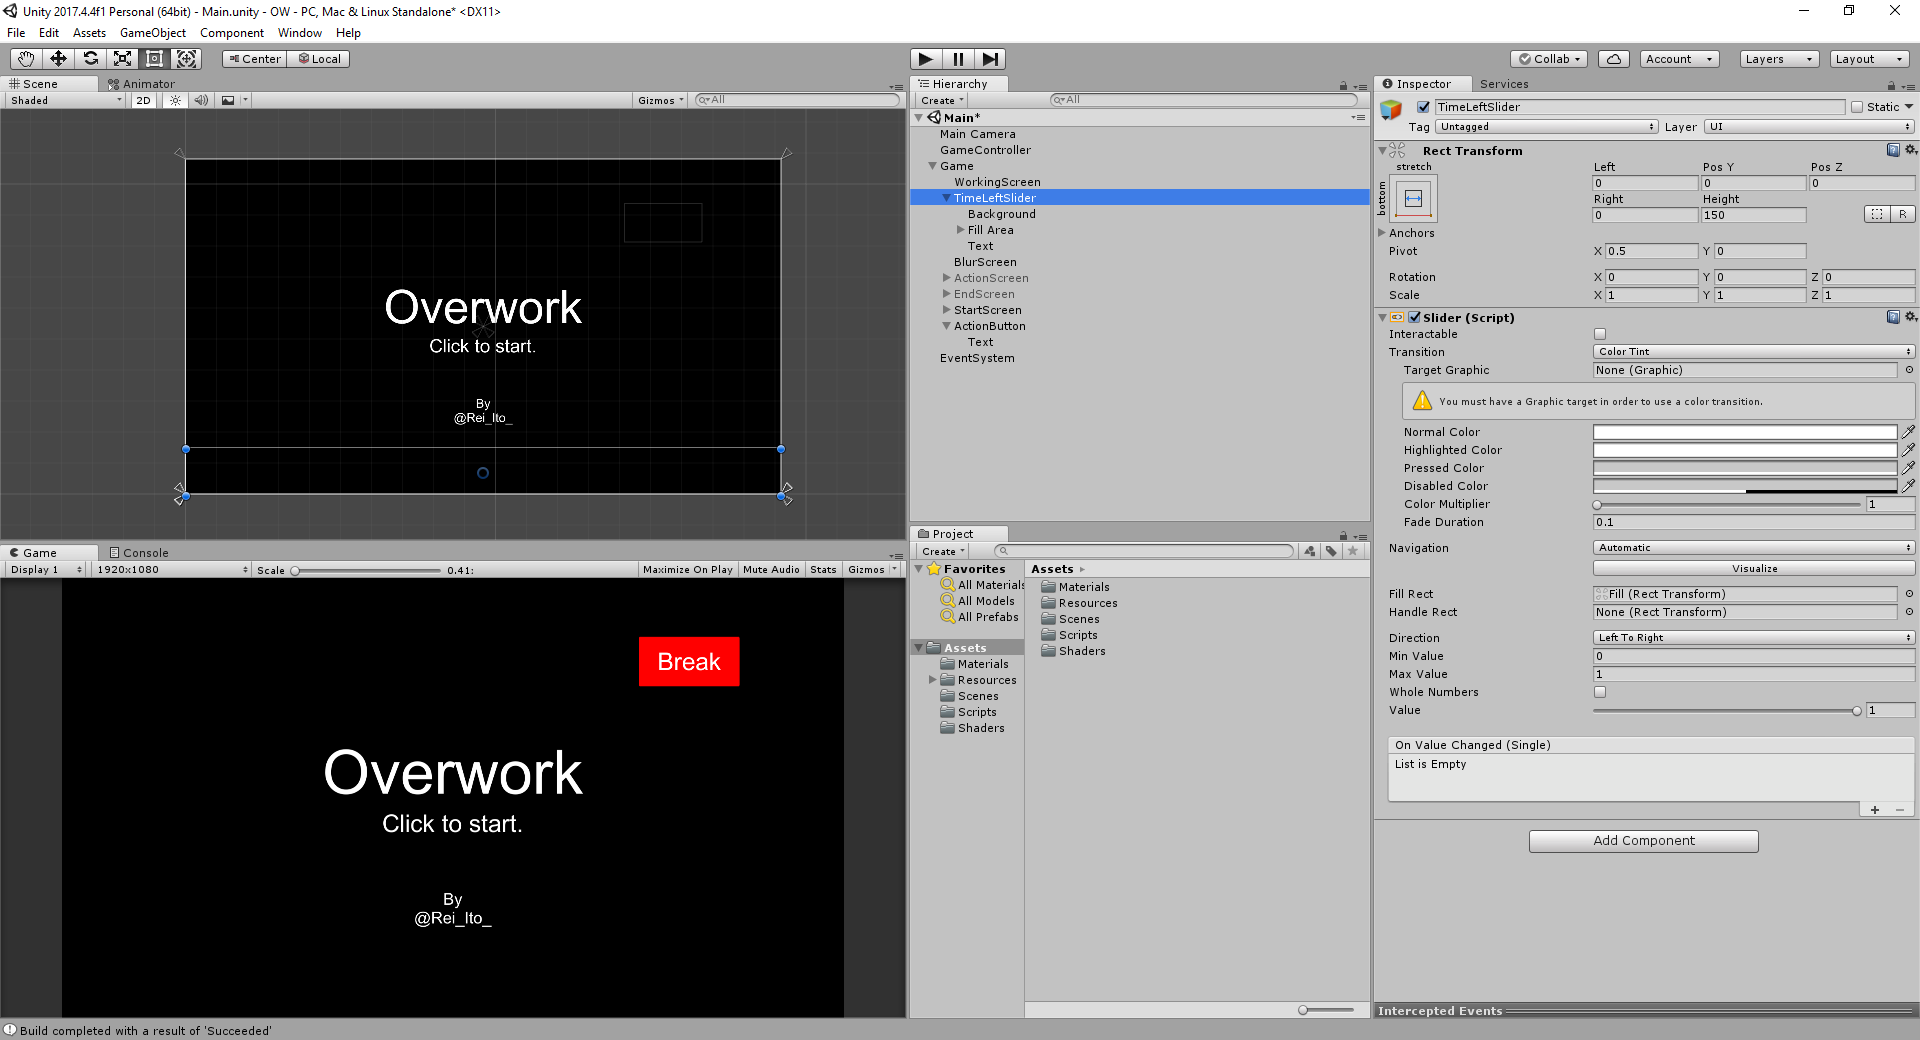 Unity 2017.4.4f1 Personal (64bit) - Main.unity - OW - PC, Mac & Linux Standalone* <DX11>
File Edit Assets GameObject Component Window Help
Center Local
Collab Account Layers Layout
Scene Animator
Shaded 2D Gizmos All
Overwork
Click to start.
By
@Rei_Ito_
Game Console
Display 1 1920x1080 Scale 0.41: Maximize On Play Mute Audio Stats Gizmos
Break
Overwork
Click to start.
By
@Rei_Ito_
Build completed with a result of 'Succeeded'
Hierarchy
Create All
Main*
Main Camera
GameController
Game
WorkingScreen
TimeLeftSlider
Background
Fill Area
Text
BlurScreen
ActionScreen
EndScreen
StartScreen
ActionButton
Text
EventSystem
Project
Create
Favorites
All Materials
All Models
All Prefabs
Assets
Materials
Resources
Scenes
Scripts
Shaders
Assets
Materials
Resources
Scenes
Scripts
Shaders
Inspector Services
TimeLeftSlider Static
Tag Untagged Layer UI
Rect Transform
stretch Left Pos Y Pos Z
bottom
0 0 0
Right Height
0 150 R
Anchors
Pivot X 0.5 Y 0
Rotation X 0 Y 0 Z 0
Scale X 1 Y 1 Z 1
Slider (Script)
Interactable
Transition Color Tint
Target Graphic None (Graphic)
You must have a Graphic target in order to use a color transition.
Normal Color
Highlighted Color
Pressed Color
Disabled Color
Color Multiplier 1
Fade Duration 0.1
Navigation Automatic
Visualize
Fill Rect Fill (Rect Transform)
Handle Rect None (Rect Transform)
Direction Left To Right
Min Value 0
Max Value 1
Whole Numbers
Value 1
On Value Changed (Single)
List is Empty
Add Component
Intercepted Events